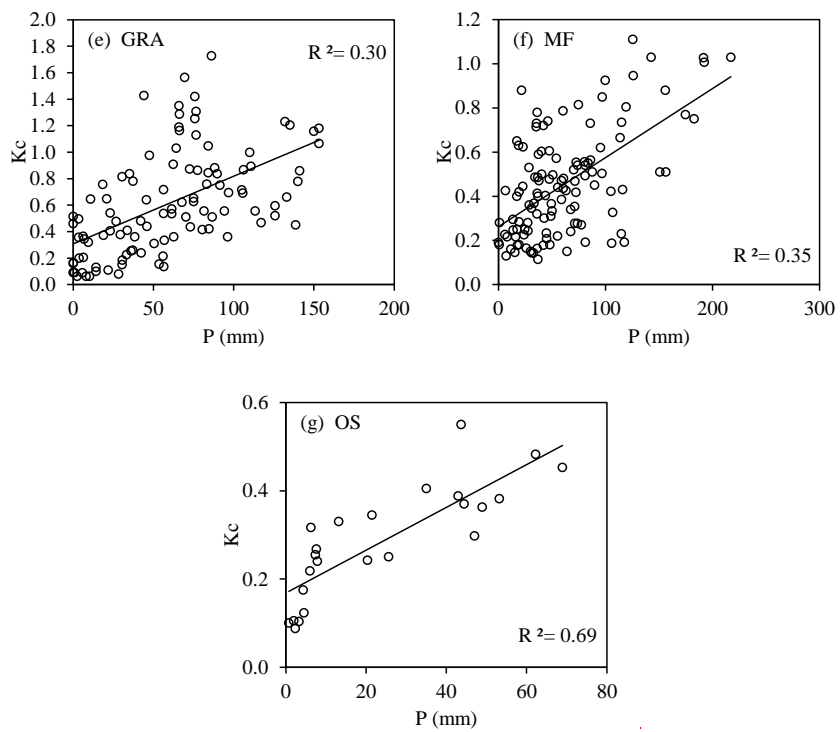 (e) GRA
R ²= 0.30
2.0
1.8
1.6
1.4
1.2
1.0
0.8
0.6
0.4
0.2
0.0
Kc
0 50 100 150 200
P (mm)
(f) MF
R ²= 0.35
1.2
1.0
0.8
0.6
0.4
0.2
0.0
0 100 200 300
P (mm)
(g) OS
R ²= 0.69
0.6
0.4
0.2
0.0
Kc
0 20 40 60 80
P (mm)